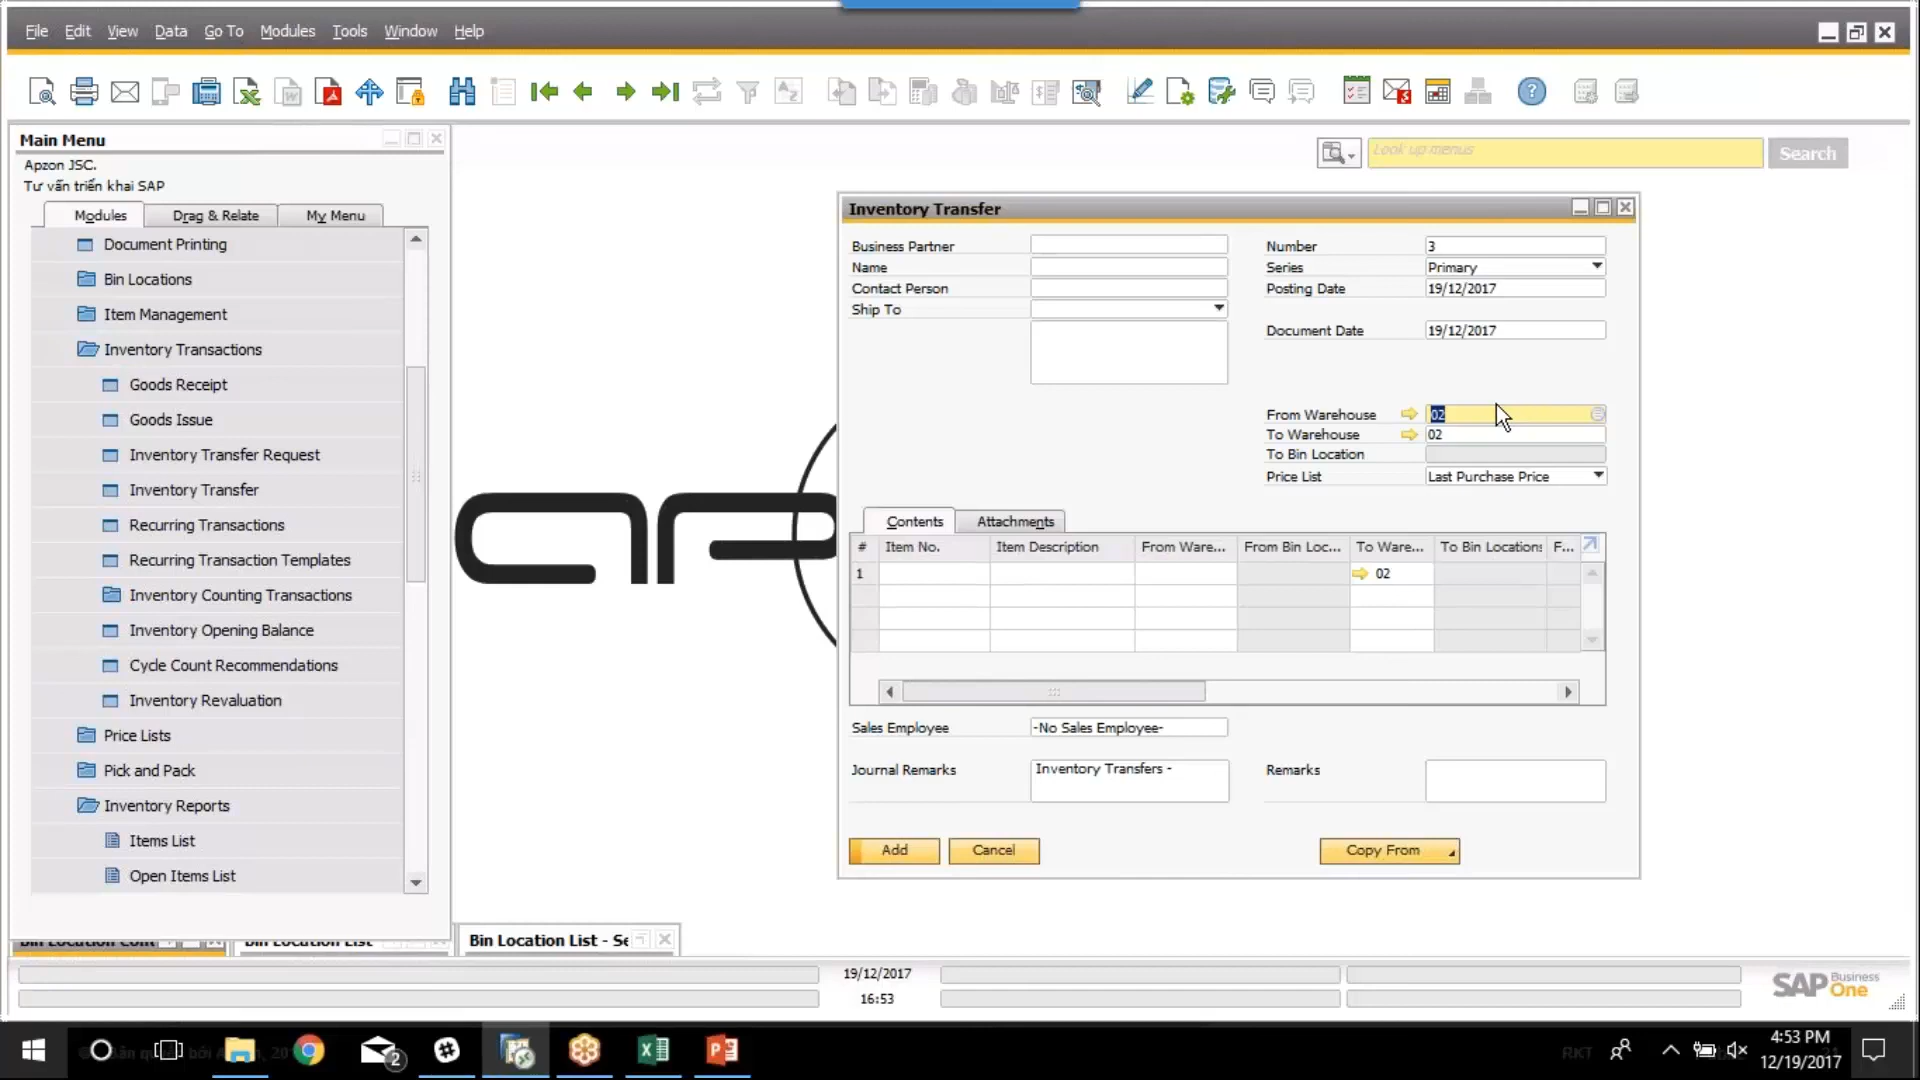 File Edit View Data Go To Modules Tools Window Help
Main Menu
Apzon JSC.
Tư vấn triển khai SAP
Modules Drag & Relate My Menu
Document Printing
Bin Locations
Item Management
Inventory Transactions
Goods Receipt
Goods Issue
Inventory Transfer Request
Inventory Transfer
Recurring Transactions
Recurring Transaction Templates
Inventory Counting Transactions
Inventory Opening Balance
Cycle Count Recommendations
Inventory Revaluation
Price Lists
Pick and Pack
Inventory Reports
Items List
Open Items List
Look up menus Search
Inventory Transfer
Business Partner
Name
Contact Person
Ship To
Number 3
Series Primary
Posting Date 19/12/2017
Document Date 19/12/2017
From Warehouse 02
To Warehouse 02
To Bin Location
Price List Last Purchase Price
Contents Attachments
# Item No. Item Description From Ware... From Bin Loc... To Ware... To Bin Locations F...
1 02
Sales Employee -No Sales Employee-
Journal Remarks Inventory Transfers - Remarks
Add Cancel Copy From
Bin Location List Bin Location List - Se
19/12/2017
16:53
SAP Business One
2
4:53 PM
12/19/2017